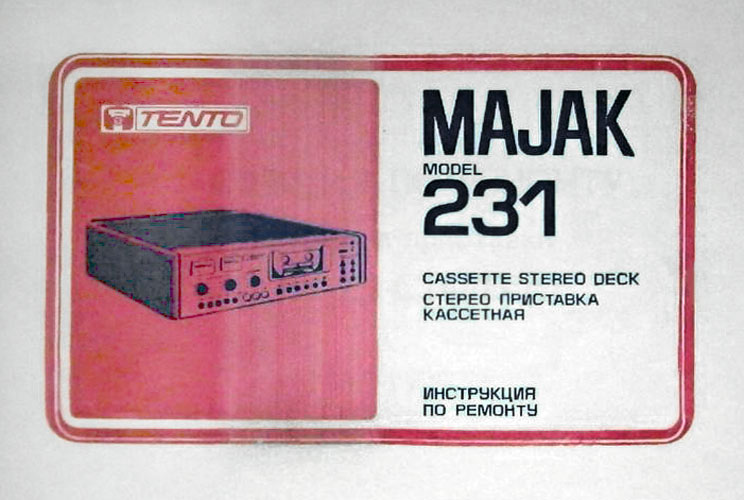 TENTO
MAJAK
MODEL
231
CASSETTE STEREO DECK
СТЕРЕО ПРИСТАВКА
КАССЕТНАЯ
ИНСТРУКЦИЯ
ПО РЕМОНТУ